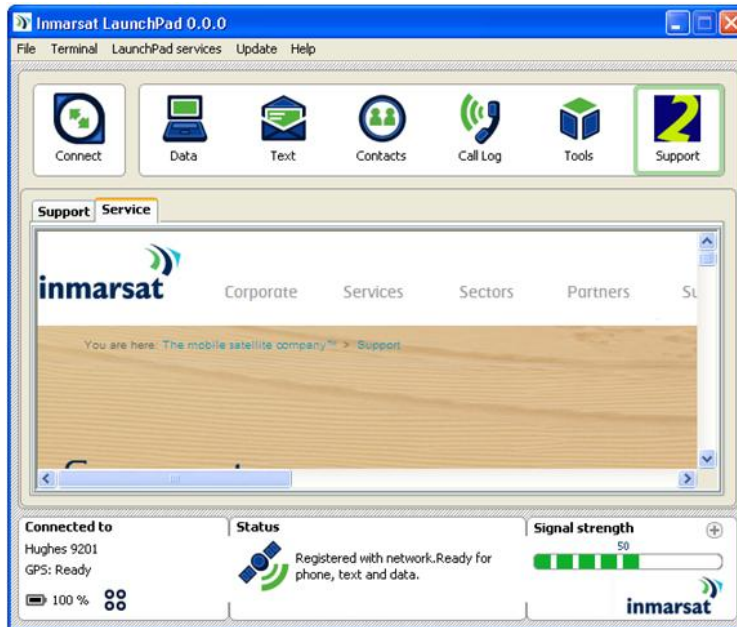 Inmarsat LaunchPad 0.0.0
File Terminal LaunchPad services Update Help
Connect Data Text Contacts Call Log Tools Support
Support Service
inmarsat Corporate Services Sectors Partners Su
You are here: The mobile satellite company™ > Support
Connected to Status Signal strength
50
Hughes 9201
Registered with network.Ready for
phone, text and data.
GPS: Ready
100 %
inmarsat